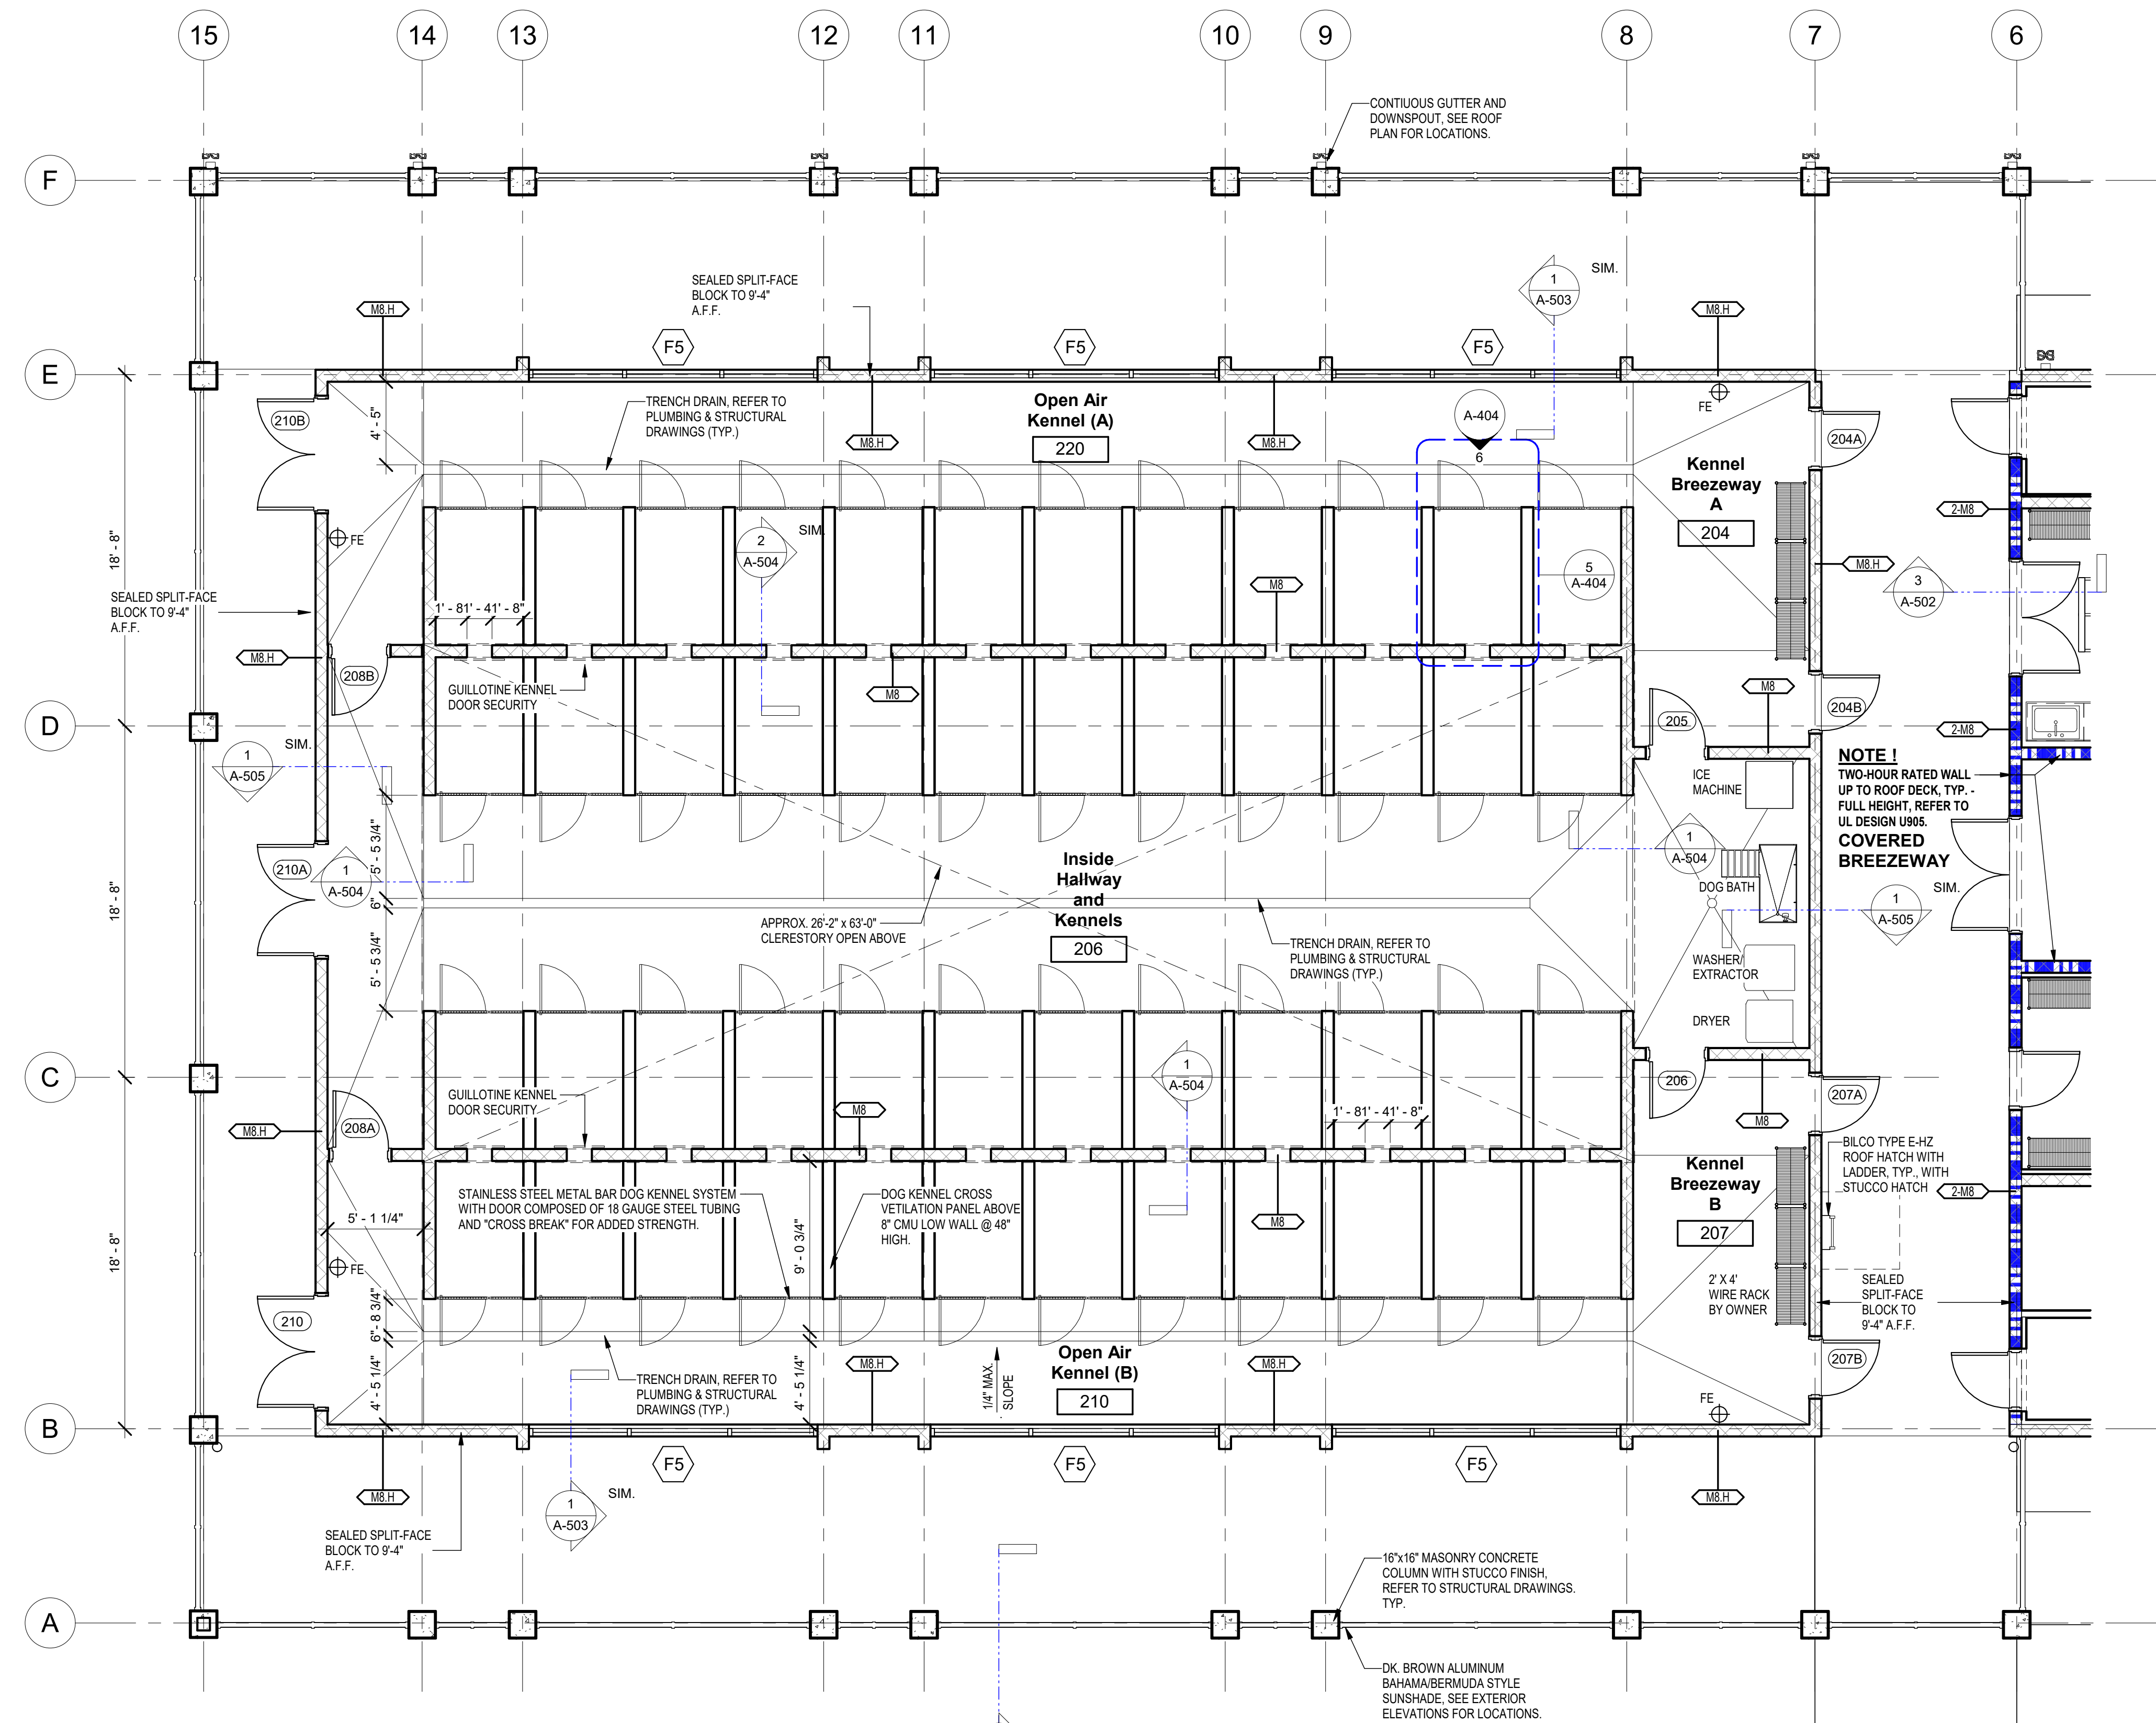 15
14
13
12
11
10
9
8
7
6
CONTIUOUS GUTTER AND
DOWNSPOUT, SEE ROOF
PLAN FOR LOCATIONS.
F
SEALED SPLIT-FACE
BLOCK TO 9'-4"
A.F.F.
1
A-503
SIM.
M8.H
M8.H
F5
F5
F5
E
210B
4' - 5"
TRENCH DRAIN, REFER TO
PLUMBING & STRUCTURAL
DRAWINGS (TYP.)
M8.H
Open Air
Kennel (A)
220
M8.H
A-404
6
FE
204A
Kennel
Breezeway
A
204
2-M8
18' - 8"
FE
2
A-504
SIM.
M8
5
A-404
M8.H
3
A-502
SEALED SPLIT-FACE
BLOCK TO 9'-4"
A.F.F.
1' - 81' - 41' - 8"
M8.H
208B
GUILLOTINE KENNEL
DOOR SECURITY
M8
M8
204B
205
D
2-M8
1
A-505
SIM.
NOTE !
TWO-HOUR RATED WALL
UP TO ROOF DECK, TYP. -
FULL HEIGHT, REFER TO
UL DESIGN U905.
COVERED
BREEZEWAY
ICE
MACHINE
1
A-504
DOG BATH
SIM.
1
A-505
18' - 8"
210A
1
A-504
5' - 5 3/4"
6"
5' - 5 3/4"
APPROX. 26'-2" x 63'-0"
CLERESTORY OPEN ABOVE
Inside
Hallway
and
Kennels
206
TRENCH DRAIN, REFER TO
PLUMBING & STRUCTURAL
DRAWINGS (TYP.)
WASHER/
EXTRACTOR
DRYER
C
1
A-504
206
207A
GUILLOTINE KENNEL
DOOR SECURITY
M8
1' - 81' - 41' - 8"
M8
M8.H
208A
BILCO TYPE E-HZ
ROOF HATCH WITH
LADDER, TYP., WITH
STUCCO HATCH
2-M8
Kennel
Breezeway
B
207
STAINLESS STEEL METAL BAR DOG KENNEL SYSTEM
WITH DOOR COMPOSED OF 18 GAUGE STEEL TUBING
AND "CROSS BREAK" FOR ADDED STRENGTH.
DOG KENNEL CROSS
VETILATION PANEL ABOVE
8" CMU LOW WALL @ 48"
HIGH.
M8
5' - 1 1/4"
18' - 8"
9' - 0 3/4"
FE
2' X 4'
WIRE RACK
BY OWNER
SEALED
SPLIT-FACE
BLOCK TO
9'-4" A.F.F.
210
6"- 8 3/4"
4' - 5 1/4"
TRENCH DRAIN, REFER TO
PLUMBING & STRUCTURAL
DRAWINGS (TYP.)
4' - 5 1/4"
M8.H
1/4" MAX.
SLOPE
Open Air
Kennel (B)
210
M8.H
207B
FE
B
F5
F5
F5
M8.H
M8.H
1
A-503
SIM.
SEALED SPLIT-FACE
BLOCK TO 9'-4"
A.F.F.
16"x16" MASONRY CONCRETE
COLUMN WITH STUCCO FINISH,
REFER TO STRUCTURAL DRAWINGS.
TYP.
A
DK. BROWN ALUMINUM
BAHAMA/BERMUDA STYLE
SUNSHADE, SEE EXTERIOR
ELEVATIONS FOR LOCATIONS.